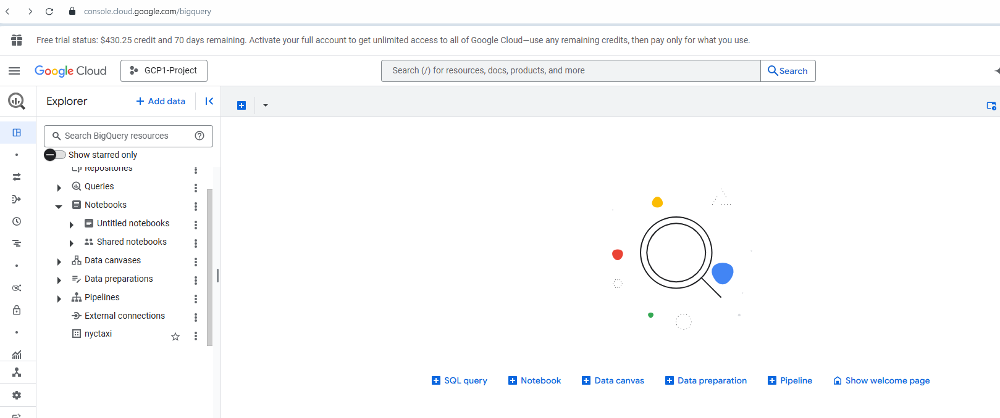 console.cloud.google.com/bigquery
Free trial status: $430.25 credit and 70 days remaining. Activate your full account to get unlimited access to all of Google Cloud—use any remaining credits, then pay only for what you use.
Google Cloud
GCP1-Project
Search (/) for resources, docs, products, and more
Search
Explorer
+ Add data
Search BigQuery resources
Show starred only
Repositories
Queries
Notebooks
Untitled notebooks
Shared notebooks
Data canvases
Data preparations
Pipelines
External connections
nyctaxi
SQL query
Notebook
Data canvas
Data preparation
Pipeline
Show welcome page